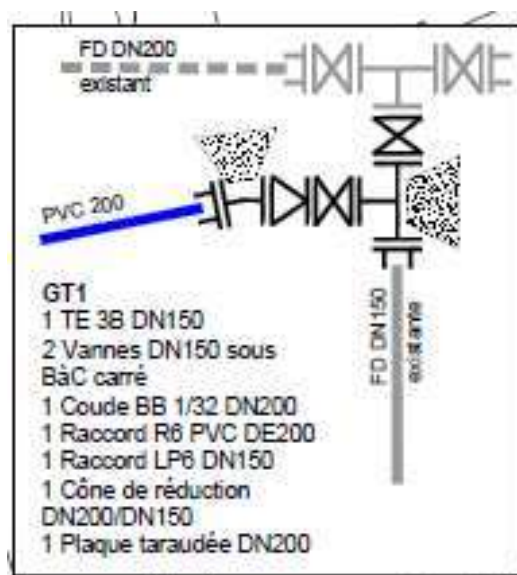 FD DN200
existant
PVC 200
FD DN150
existante
GT1
1 TE 3B DN150
2 Vannes DN150 sous
BàC carré
1 Coude BB 1/32 DN200
1 Raccord R6 PVC DE200
1 Raccord LP6 DN150
1 Cône de réduction
DN200/DN150
1 Plaque taraudée DN200